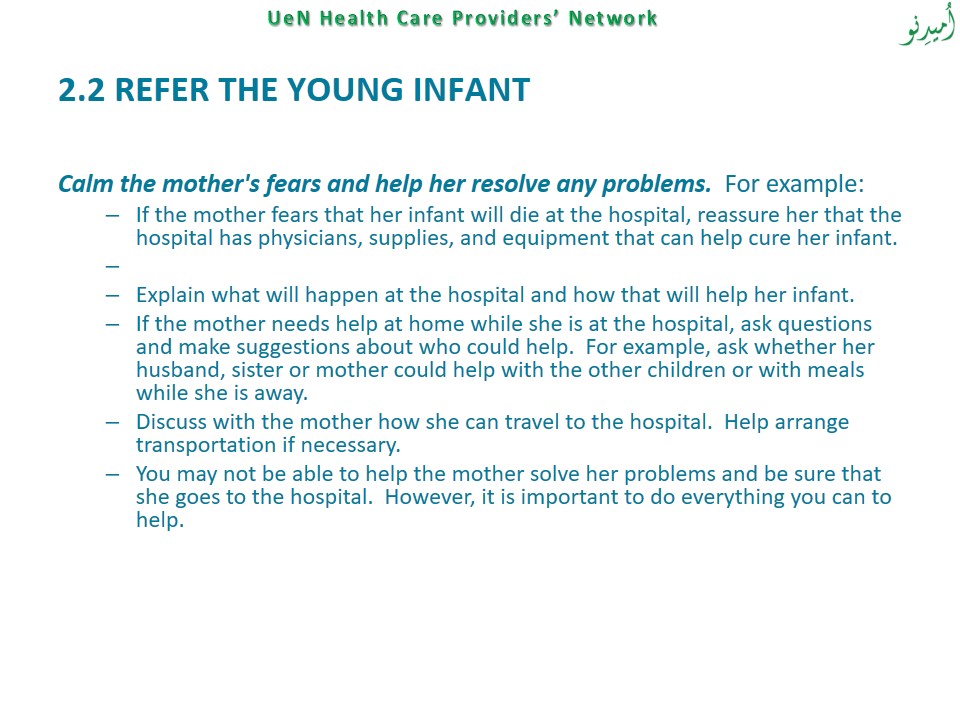 UeN Health Care Providers’ Network
اُمیدِنو
2.2 REFER THE YOUNG INFANT
Calm the mother's fears and help her resolve any problems.  For example:
– If the mother fears that her infant will die at the hospital, reassure her that the
hospital has physicians, supplies, and equipment that can help cure her infant.
–
– Explain what will happen at the hospital and how that will help her infant.
– If the mother needs help at home while she is at the hospital, ask questions
and make suggestions about who could help.  For example, ask whether her
husband, sister or mother could help with the other children or with meals
while she is away.
– Discuss with the mother how she can travel to the hospital.  Help arrange
transportation if necessary.
– You may not be able to help the mother solve her problems and be sure that
she goes to the hospital.  However, it is important to do everything you can to
help.